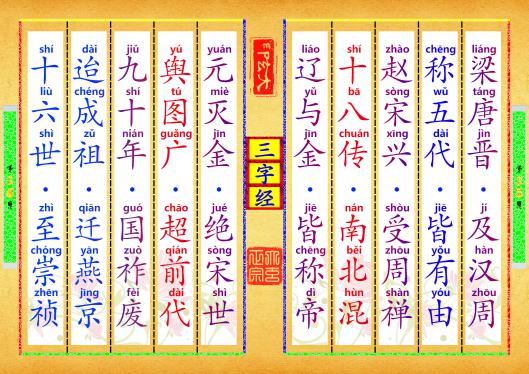 liáng táng jìn jí hàn zhōu
梁唐晋·及汉周
chēng wǔ dài jiē yǒu yóu
称五代·皆有由
zhào sòng xīng shòu zhōu shàn
赵宋兴·受周禅
shí bā chuán nán běi hùn
十八传·南北混
liáo yǔ jīn jiē chēng dì
辽与金·皆称帝
三字经
yuán miè jīn jué sòng shì
元灭金·绝宋世
yú tú guǎng chāo qián dài
舆图广·超前代
jiǔ shí nián guó zuò fèi
九十年·国祚废
dài chéng zǔ qiān yān jīng
迨成祖·迁燕京
shí liù shì zhì chóng zhēn
十六世·至崇祯